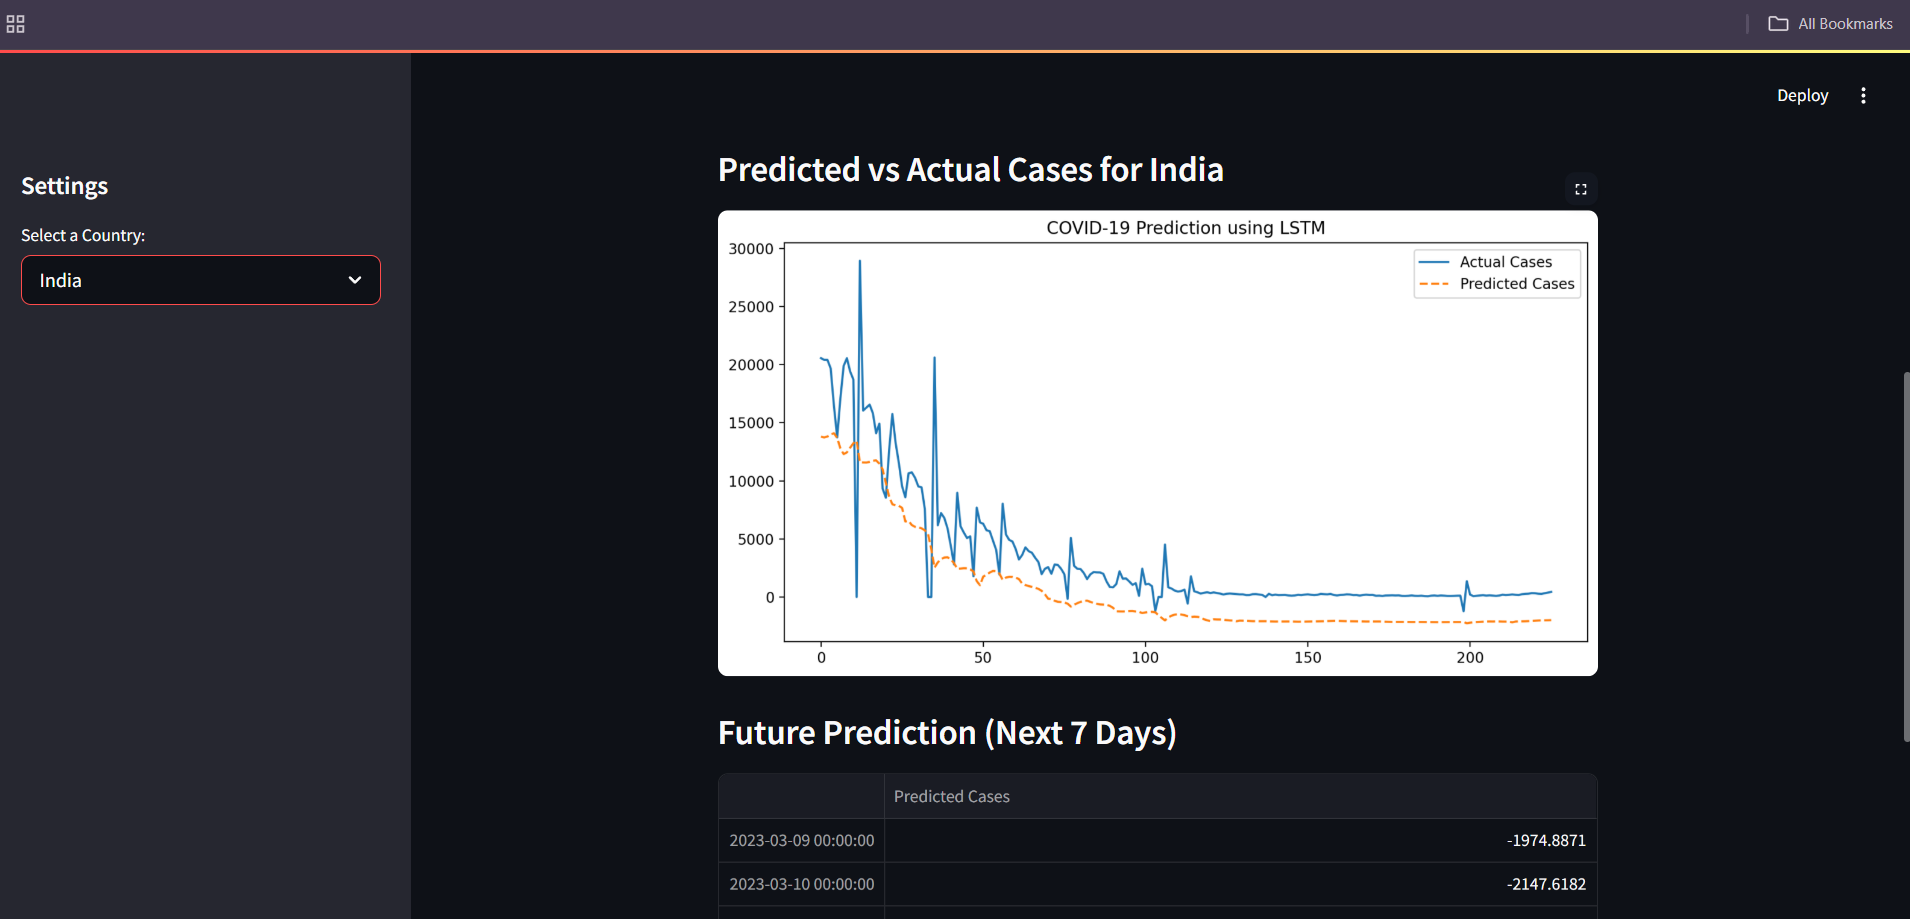 All Bookmarks
Deploy
Settings
Select a Country:
India
Predicted vs Actual Cases for India
COVID-19 Prediction using LSTM
Actual Cases
Predicted Cases
30000
25000
20000
15000
10000
5000
0
0 50 100 150 200
Future Prediction (Next 7 Days)
Predicted Cases
2023-03-09 00:00:00 -1974.8871
2023-03-10 00:00:00 -2147.6182